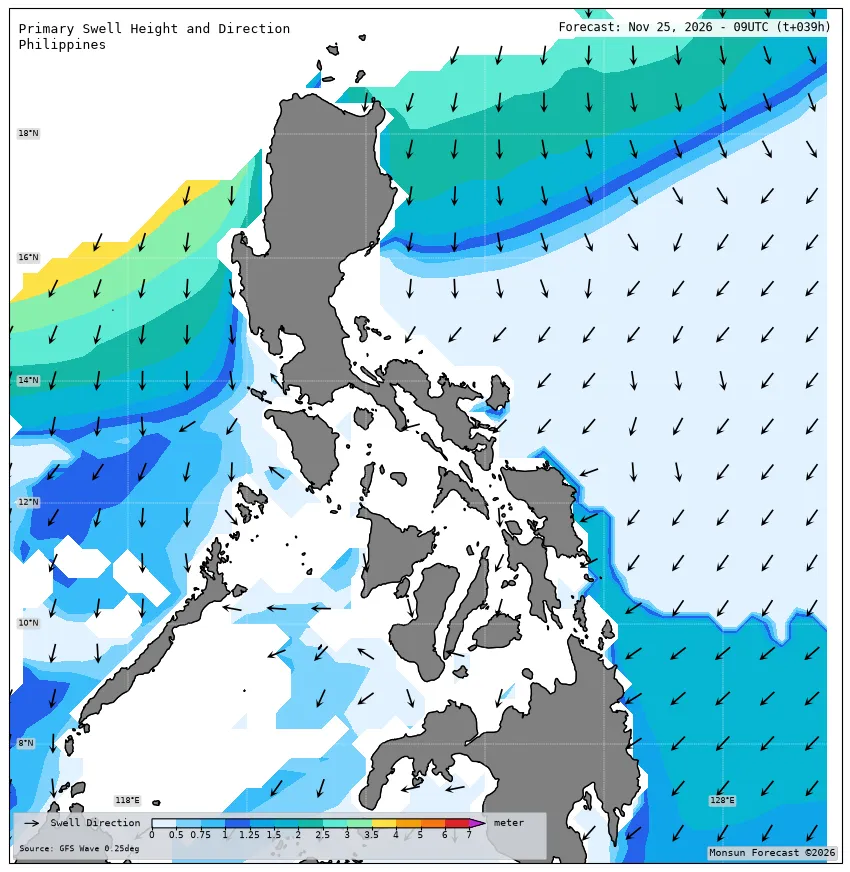 Primary Swell Height and Direction
Philippines
Forecast: Nov 25, 2026 - 09UTC (t+039h)
18°N
16°N
14°N
12°N
10°N
8°N
118°E
128°E
Swell Direction
meter
0 0.5 0.75 1 1.25 1.5 2 2.5 3 3.5 4 5 6 7
Source: GFS Wave 0.25deg
Monsun Forecast ©2026